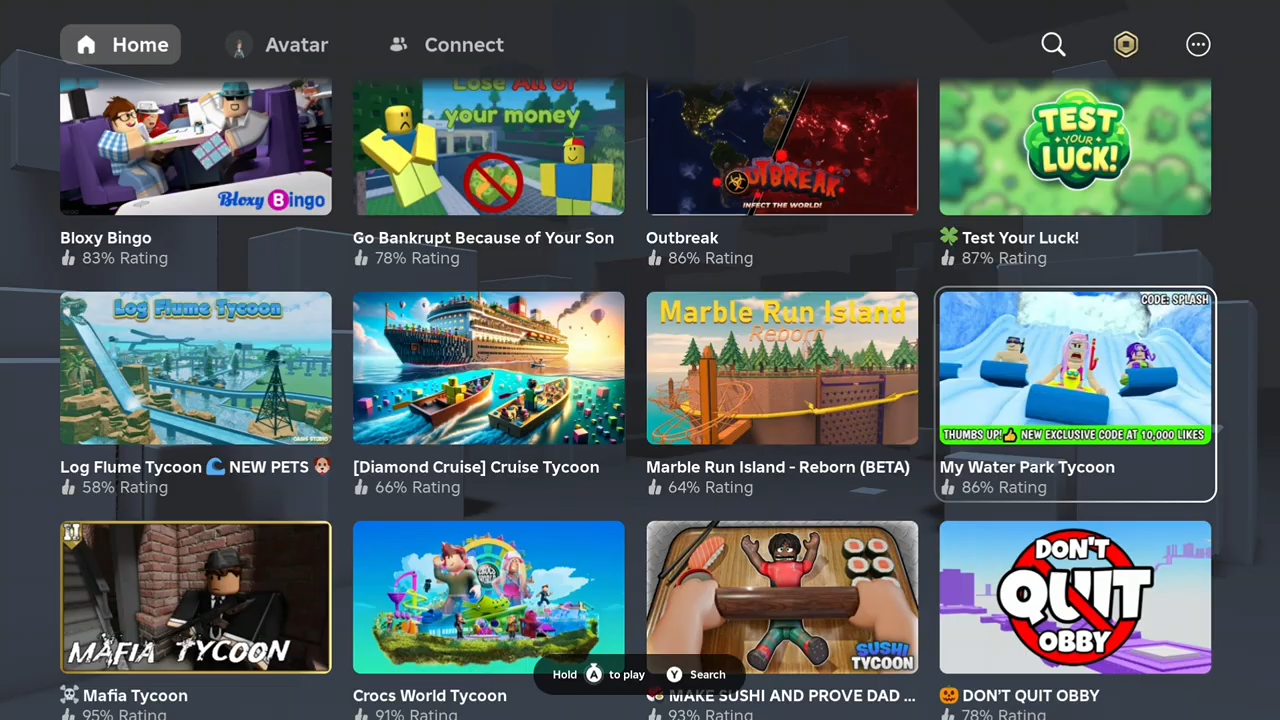 Home
Avatar
Connect
Lose All of
your money
Bloxy Bingo
OUTBREAK
INFECT THE WORLD!
TEST
YOUR
LUCK!
Bloxy Bingo
83% Rating
Go Bankrupt Because of Your Son
78% Rating
Outbreak
86% Rating
🍀 Test Your Luck!
87% Rating
Log Flume Tycoon
OASIS STUDIO
Marble Run Island
Reborn
CODE: SPLASH
THUMBS UP!👍 NEW EXCLUSIVE CODE AT 10,000 LIKES
Log Flume Tycoon 🌊 NEW PETS 🐶
58% Rating
[Diamond Cruise] Cruise Tycoon
66% Rating
Marble Run Island - Reborn (BETA)
64% Rating
My Water Park Tycoon
86% Rating
MAFIA TYCOON
SUSHI
TYCOON
DON'T
QUIT
OBBY
Hold A to play
Y Search
☠️ Mafia Tycoon
95% Rating
Crocs World Tycoon
91% Rating
🍣 MAKE SUSHI AND PROVE DAD ...
93% Rating
🎃 DON'T QUIT OBBY
78% Rating